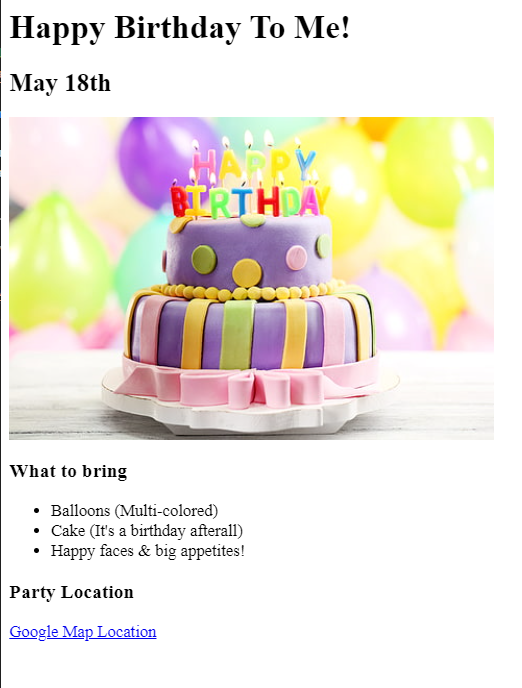 Happy Birthday To Me!
May 18th
HAPPY
BIRTHDAY
What to bring
Balloons (Multi-colored)
Cake (It's a birthday afterall)
Happy faces & big appetites!
Party Location
Google Map Location